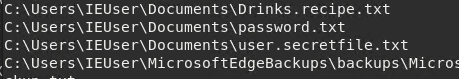 C:\Users\IEUser\Documents\Drinks.recipe.txt
C:\Users\IEUser\Documents\password.txt
C:\Users\IEUser\Documents\user.secretfile.txt
C:\Users\IEUser\MicrosoftEdgeBackups\backups\Micros